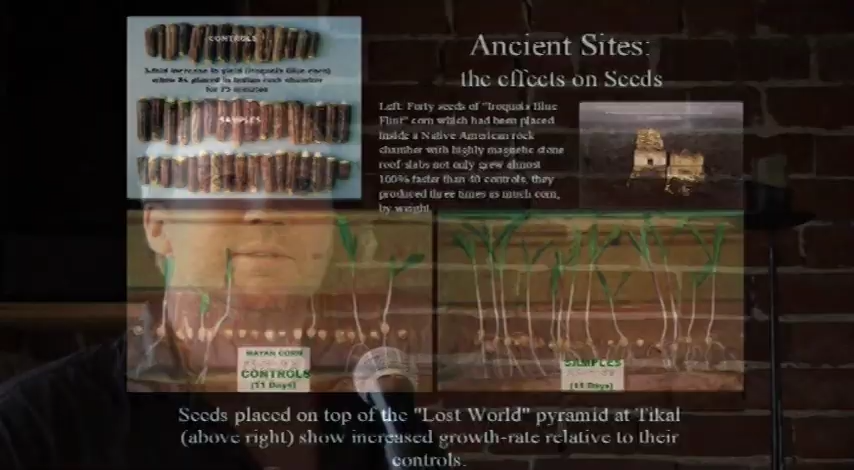 CONTROLS
3-fold increase in yield (Iroquois blue corn)
when placed in Indian rock chamber
for 75 minutes
SAMPLES
Ancient Sites:
the effects on Seeds
Left: Forty seeds of "Iroquois Blue
Flint" corn which had been placed
inside a Native American rock
chamber with highly magnetic stone
roof-slabs not only grew almost
100% faster than 40 controls, they
produced three times as much corn,
by weight.
MAYAN CORN
CONTROLS
(11 Days)
SAMPLES
(11 Days)
Seeds placed on top of the "Lost World" pyramid at Tikal
(above right) show increased growth-rate relative to their
controls.